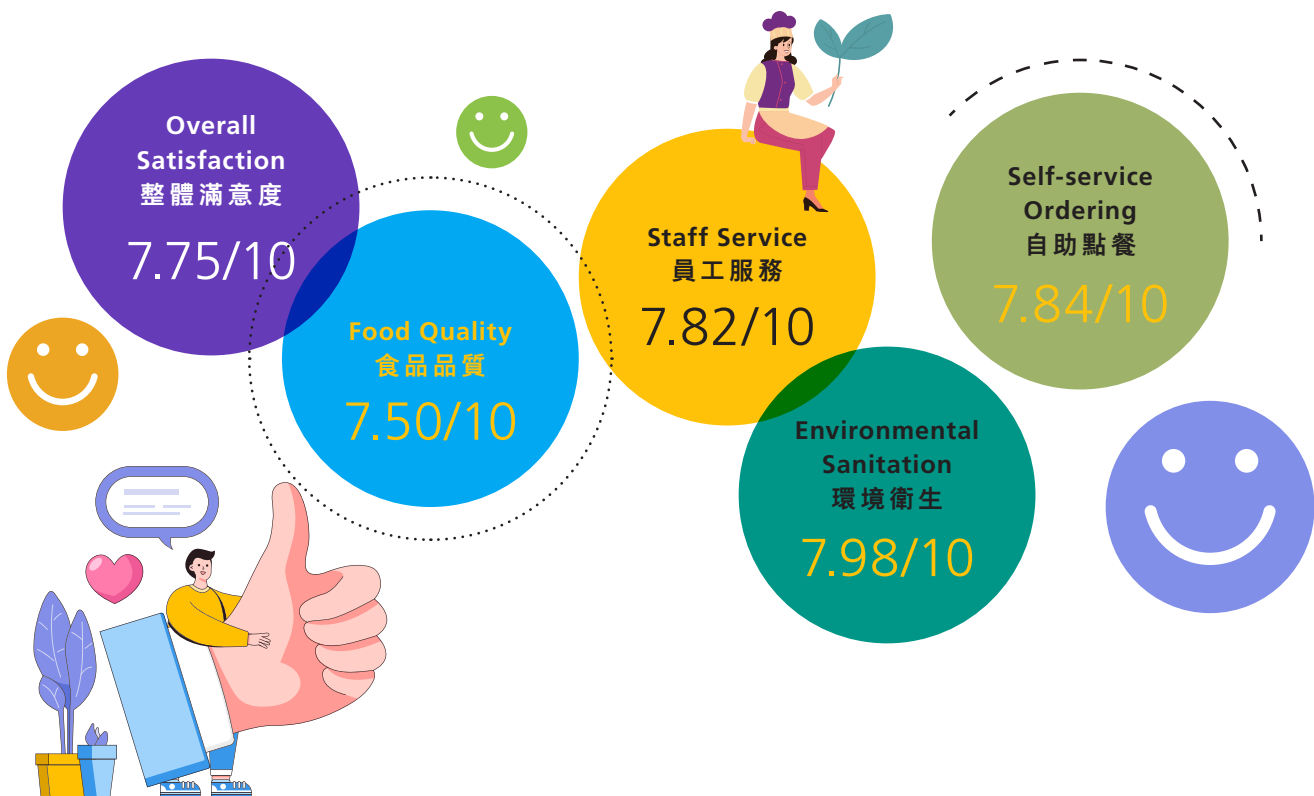 Overall
Satisfaction
整體滿意度
7.75/10
Food Quality
食品品質
7.50/10
Staff Service
員工服務
7.82/10
Environmental
Sanitation
環境衛生
7.98/10
Self-service
Ordering
自助點餐
7.84/10